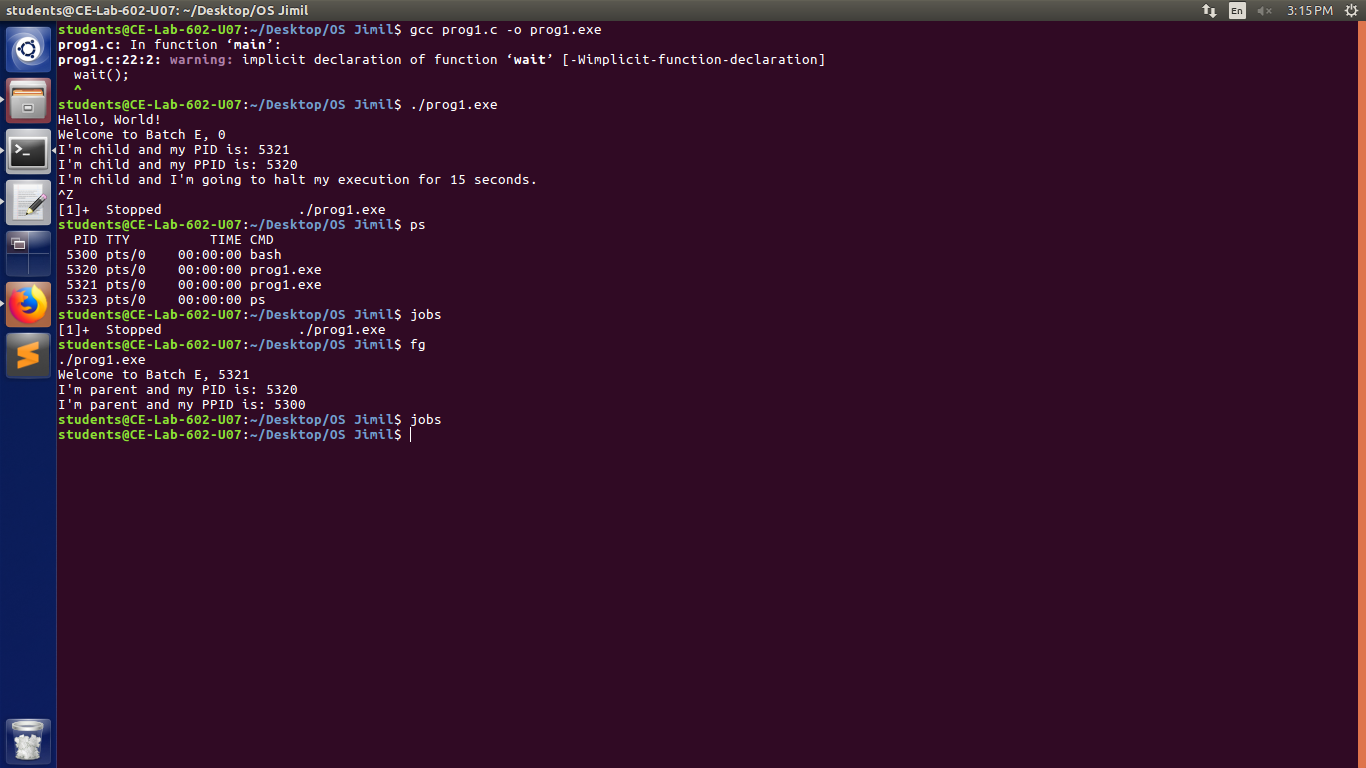 students@CE-Lab-602-U07: ~/Desktop/OS Jimil
En
3:15 PM
students@CE-Lab-602-U07:~/Desktop/OS Jimil$ gcc prog1.c -o prog1.exe
prog1.c: In function ‘main’:
prog1.c:22:2: warning: implicit declaration of function ‘wait’ [-Wimplicit-function-declaration]
  wait();
  ^
students@CE-Lab-602-U07:~/Desktop/OS Jimil$ ./prog1.exe
Hello, World!
Welcome to Batch E, 0
I'm child and my PID is: 5321
I'm child and my PPID is: 5320
I'm child and I'm going to halt my execution for 15 seconds.
^Z
[1]+  Stopped                 ./prog1.exe
students@CE-Lab-602-U07:~/Desktop/OS Jimil$ ps
  PID TTY          TIME CMD
 5300 pts/0    00:00:00 bash
 5320 pts/0    00:00:00 prog1.exe
 5321 pts/0    00:00:00 prog1.exe
 5323 pts/0    00:00:00 ps
students@CE-Lab-602-U07:~/Desktop/OS Jimil$ jobs
[1]+  Stopped                 ./prog1.exe
students@CE-Lab-602-U07:~/Desktop/OS Jimil$ fg
./prog1.exe
Welcome to Batch E, 5321
I'm parent and my PID is: 5320
I'm parent and my PPID is: 5300
students@CE-Lab-602-U07:~/Desktop/OS Jimil$ jobs
students@CE-Lab-602-U07:~/Desktop/OS Jimil$